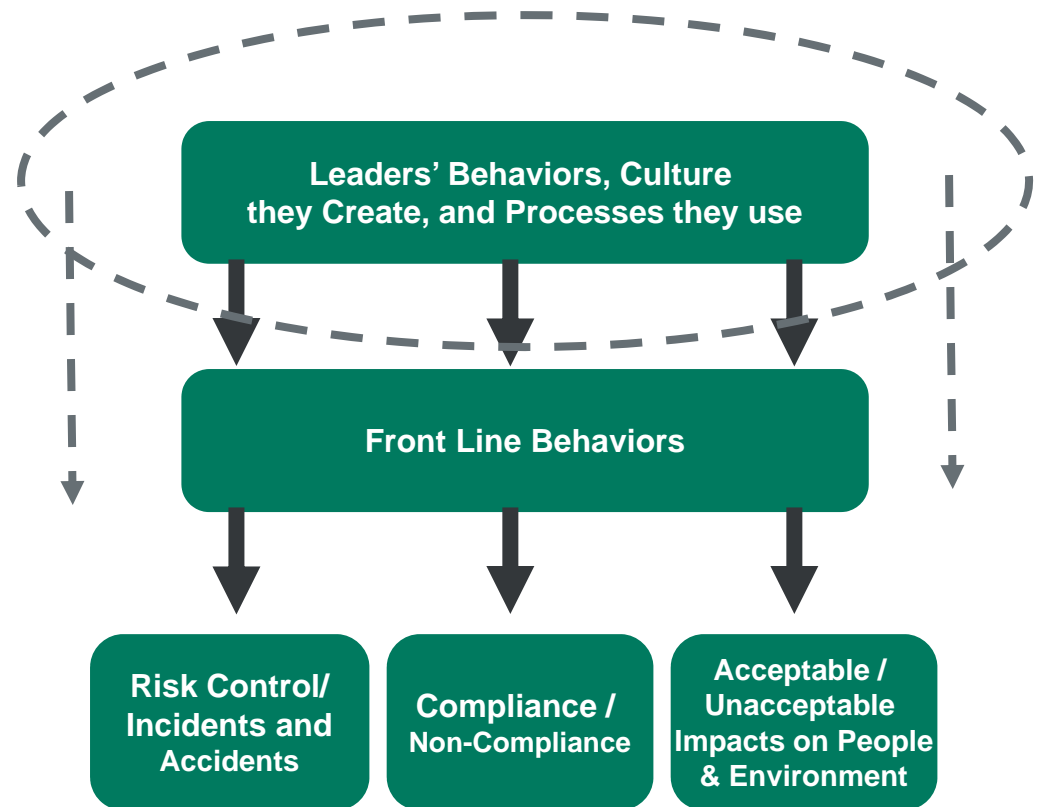 Leaders’ Behaviors, Culture
they Create, and Processes they use
Front Line Behaviors
Risk Control/
Incidents and
Accidents
Compliance /
Non-Compliance
Acceptable /
Unacceptable
Impacts on People
& Environment